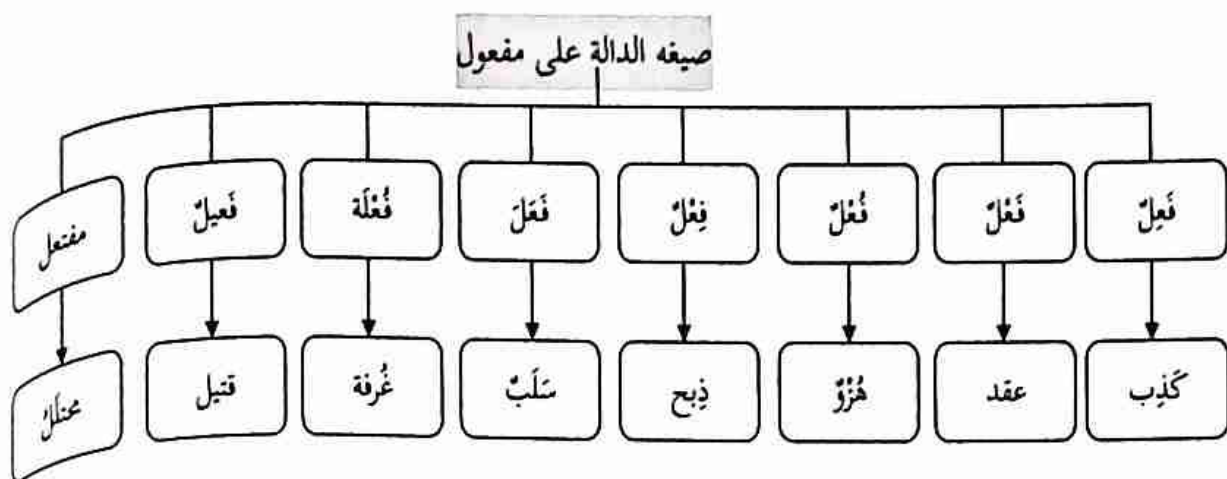 صيغه الدالة على مفعول
فَعِلٌ فَعْلٌ فُعْلٌ فِعْلٌ فَعَلَ فُعْلَة فَعيلٌ مفتعل
كَذِب عقد هُزْوٌ ذِبح سَلَبٌ غُرفة قتيل محتلَلُ